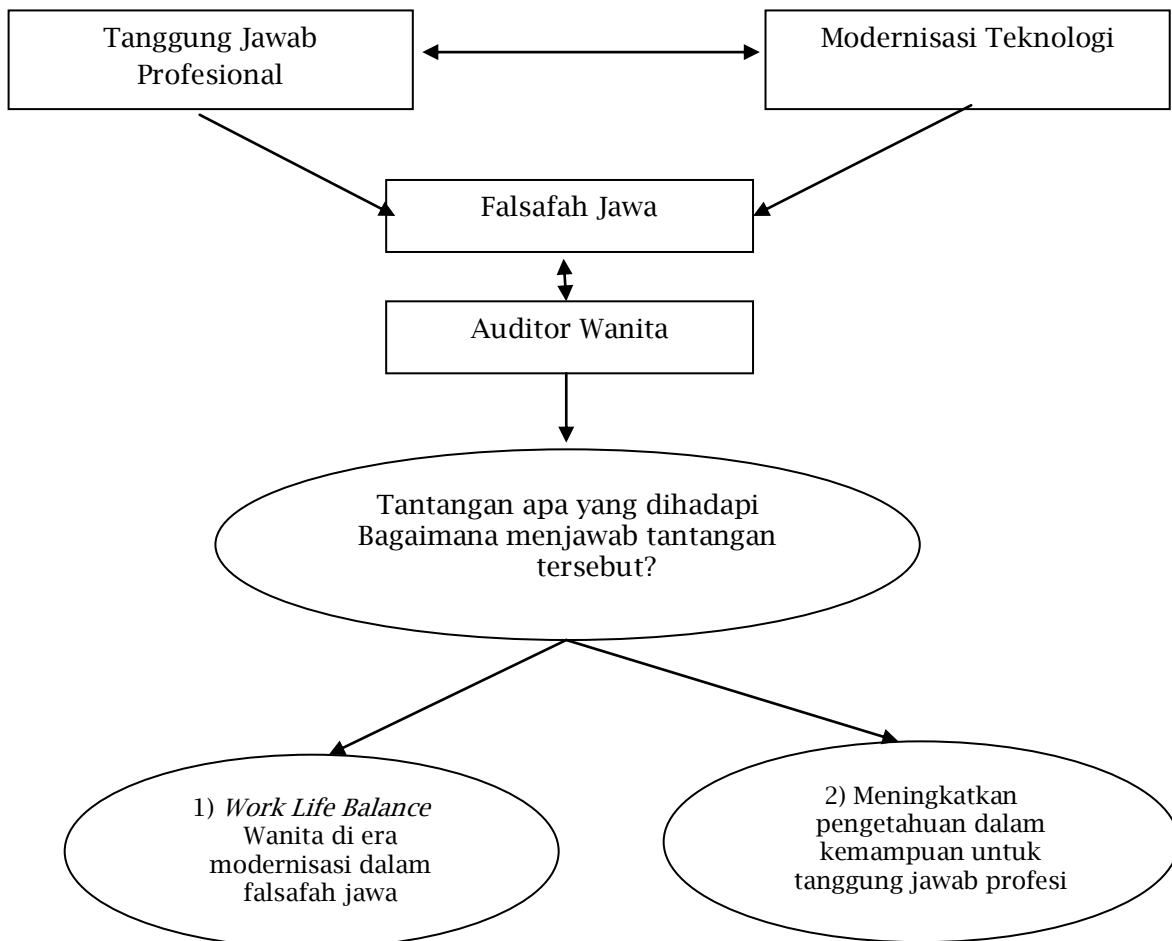 Tanggung Jawab
Profesional
Modernisasi Teknologi
Falsafah Jawa
Auditor Wanita
Tantangan apa yang dihadapi
Bagaimana menjawab tantangan
tersebut?
1) Work Life Balance
Wanita di era
modernisasi dalam
falsafah jawa
2) Meningkatkan
pengetahuan dalam
kemampuan untuk
tanggung jawab profesi